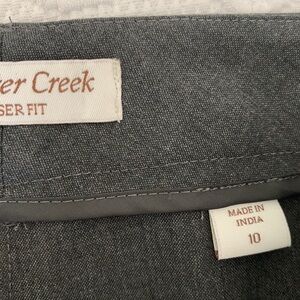 er Creek
SER FIT
MADE IN
INDIA
10